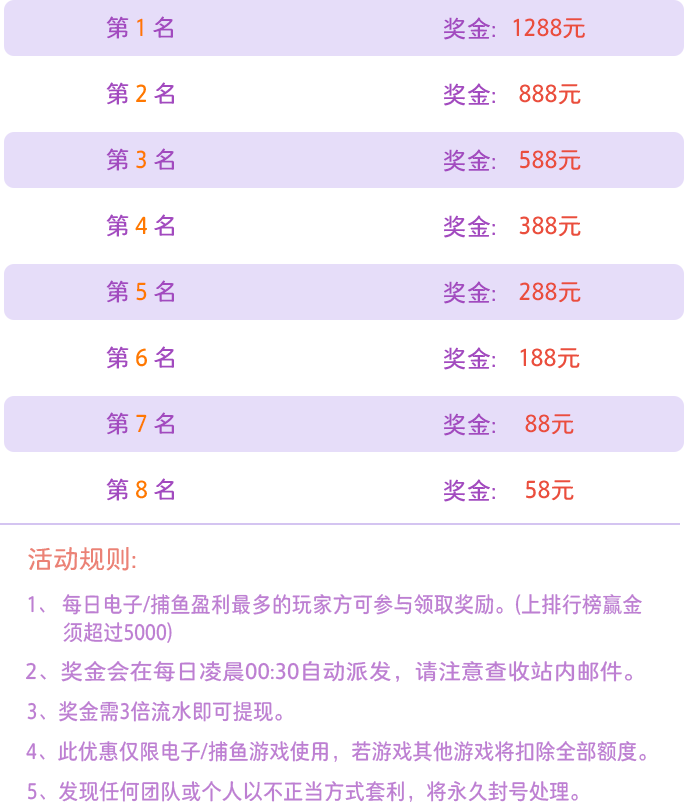 第 1 名 奖金: 1288元
第 2 名 奖金: 888元
第 3 名 奖金: 588元
第 4 名 奖金: 388元
第 5 名 奖金: 288元
第 6 名 奖金: 188元
第 7 名 奖金: 88元
第 8 名 奖金: 58元
活动规则:
1、每日电子/捕鱼盈利最多的玩家方可参与领取奖励。(上排行榜赢金
须超过5000)
2、奖金会在每日凌晨00:30自动派发，请注意查收站内邮件。
3、奖金需3倍流水即可提现。
4、此优惠仅限电子/捕鱼游戏使用，若游戏其他游戏将扣除全部额度。
5、发现任何团队或个人以不正当方式套利，将永久封号处理。